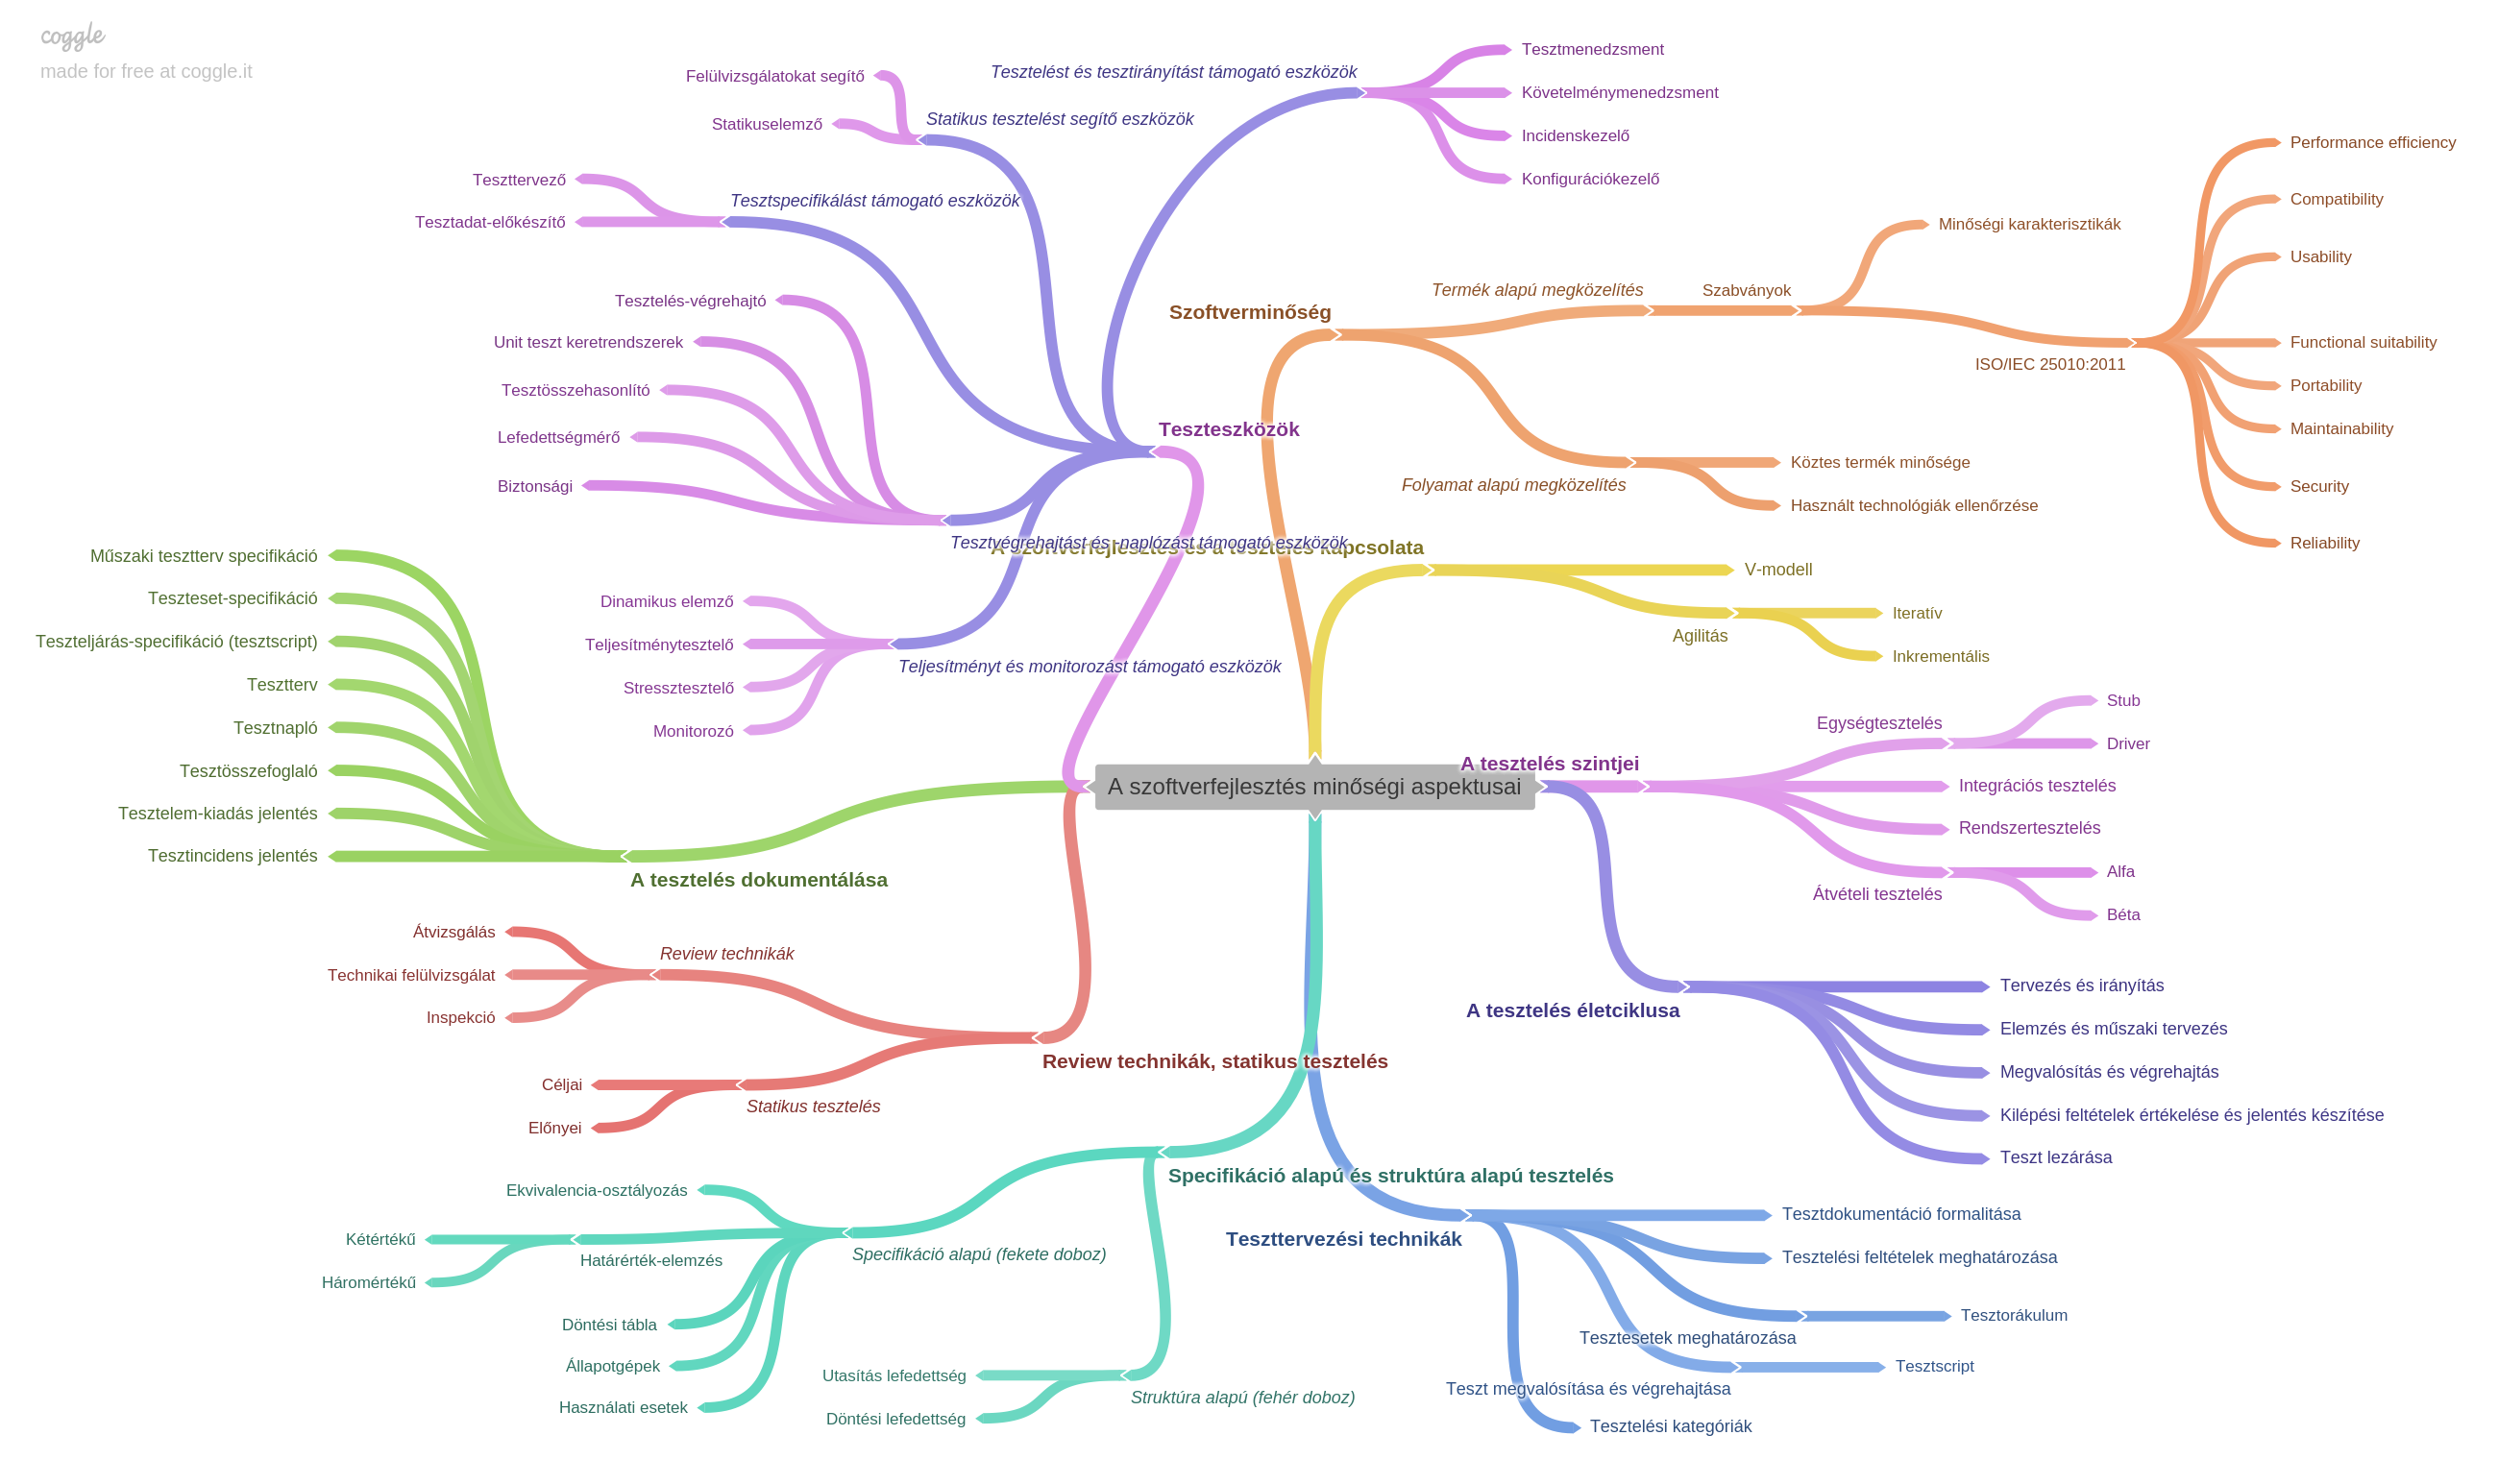 coggle
made for free at coggle.it
A szoftverfejlesztés minőségi aspektusai
Teszteszközök
Tesztelést és tesztirányítást támogató eszközök
Tesztmenedzsment
Követelménymenedzsment
Incidenskezelő
Konfigurációkezelő
Statikus tesztelést segítő eszközök
Felülvizsgálatokat segítő
Statikuselemző
Tesztspecifikálást támogató eszközök
Teszttervező
Tesztadat-előkészítő
Tesztvégrehajtást és -naplózást támogató eszközök
Tesztelés-végrehajtó
Unit teszt keretrendszerek
Tesztösszehasonlító
Lefedettségmérő
Biztonsági
Teljesítményt és monitorozást támogató eszközök
Dinamikus elemző
Teljesítménytesztelő
Stressztesztelő
Monitorozó
Szoftverminőség
Termék alapú megközelítés
Szabványok
Minőségi karakterisztikák
ISO/IEC 25010:2011
Performance efficiency
Compatibility
Usability
Functional suitability
Portability
Maintainability
Security
Reliability
Folyamat alapú megközelítés
Köztes termék minősége
Használt technológiák ellenőrzése
A szoftverfejlesztés és a tesztelés kapcsolata
V-modell
Agilitás
Iteratív
Inkrementális
A tesztelés szintjei
Egységtesztelés
Stub
Driver
Integrációs tesztelés
Rendszertesztelés
Átvételi tesztelés
Alfa
Béta
A tesztelés életciklusa
Tervezés és irányítás
Elemzés és műszaki tervezés
Megvalósítás és végrehajtás
Kilépési feltételek értékelése és jelentés készítése
Teszt lezárása
Teszttervezési technikák
Tesztdokumentáció formalitása
Tesztelési feltételek meghatározása
Tesztesetek meghatározása
Tesztorákulum
Teszt megvalósítása és végrehajtása
Tesztscript
Tesztelési kategóriák
A tesztelés dokumentálása
Műszaki tesztterv specifikáció
Teszteset-specifikáció
Teszteljárás-specifikáció (tesztscript)
Tesztterv
Tesztnapló
Tesztösszefoglaló
Tesztelem-kiadás jelentés
Tesztincidens jelentés
Review technikák, statikus tesztelés
Review technikák
Átvizsgálás
Technikai felülvizsgálat
Inspekció
Statikus tesztelés
Céljai
Előnyei
Specifikáció alapú és struktúra alapú tesztelés
Specifikáció alapú (fekete doboz)
Ekvivalencia-osztályozás
Határérték-elemzés
Kétértékű
Háromértékű
Döntési tábla
Állapotgépek
Használati esetek
Struktúra alapú (fehér doboz)
Utasítás lefedettség
Döntési lefedettség